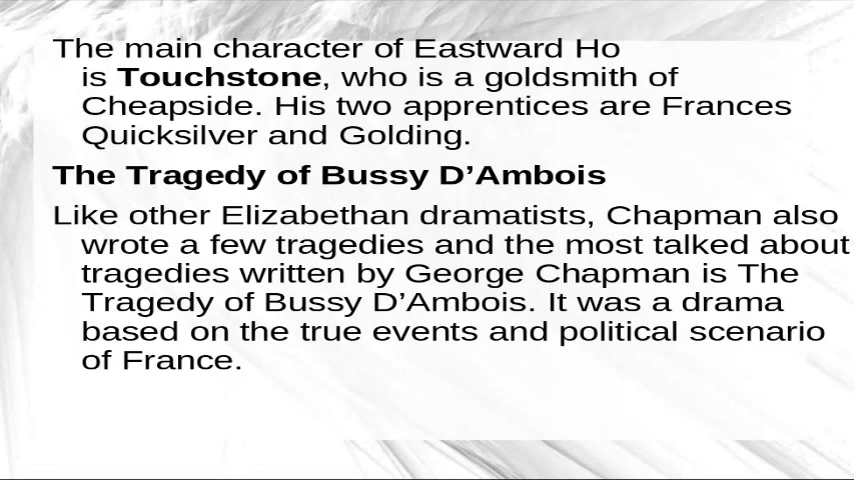 The main character of Eastward Ho
is Touchstone, who is a goldsmith of
Cheapside. His two apprentices are Frances
Quicksilver and Golding.
The Tragedy of Bussy D’Ambois
Like other Elizabethan dramatists, Chapman also
wrote a few tragedies and the most talked about
tragedies written by George Chapman is The
Tragedy of Bussy D’Ambois. It was a drama
based on the true events and political scenario
of France.